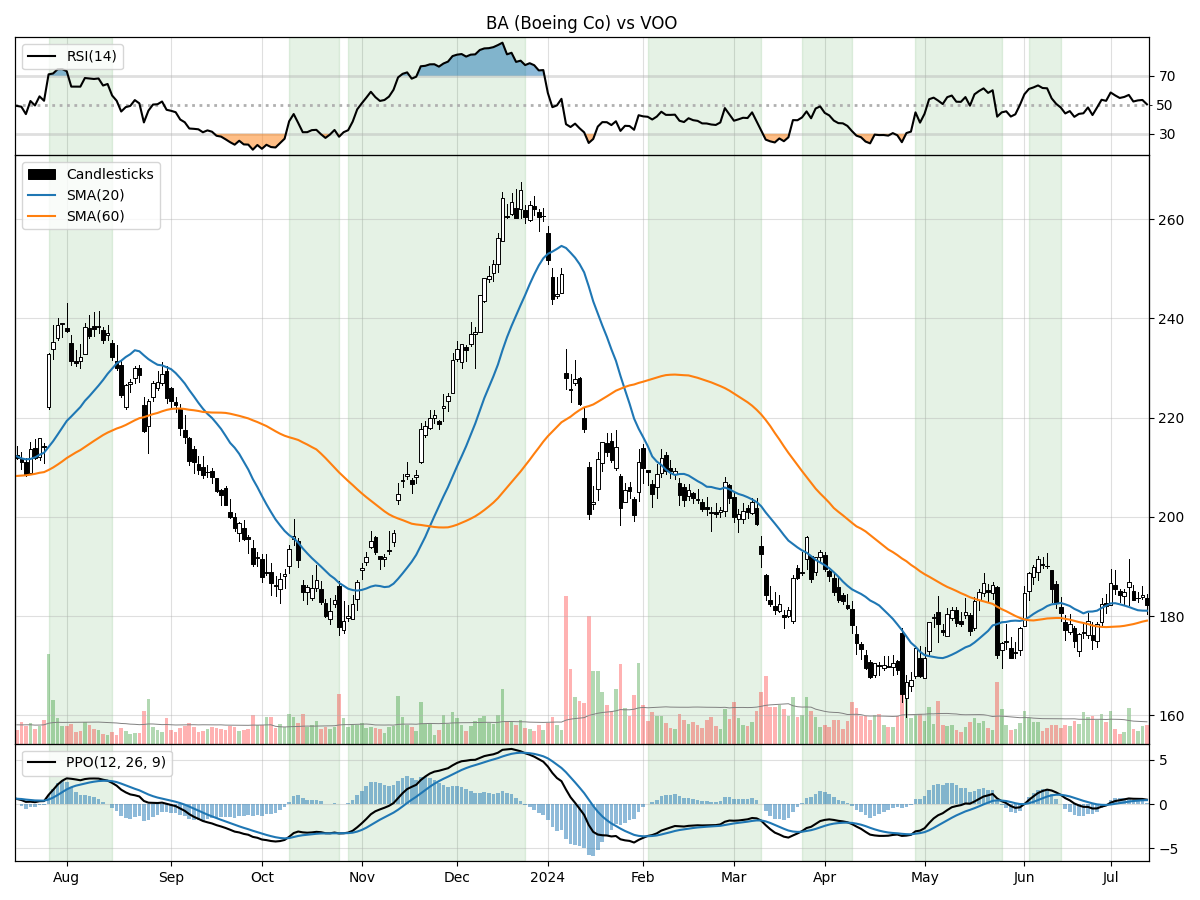 BA (Boeing Co) vs VOO
RSI(14)
70
50
30
Candlesticks
SMA(20)
SMA(60)
260
240
220
200
180
160
PPO(12, 26, 9)
5
0
−5
Aug Sep Oct Nov Dec 2024 Feb Mar Apr May Jun Jul